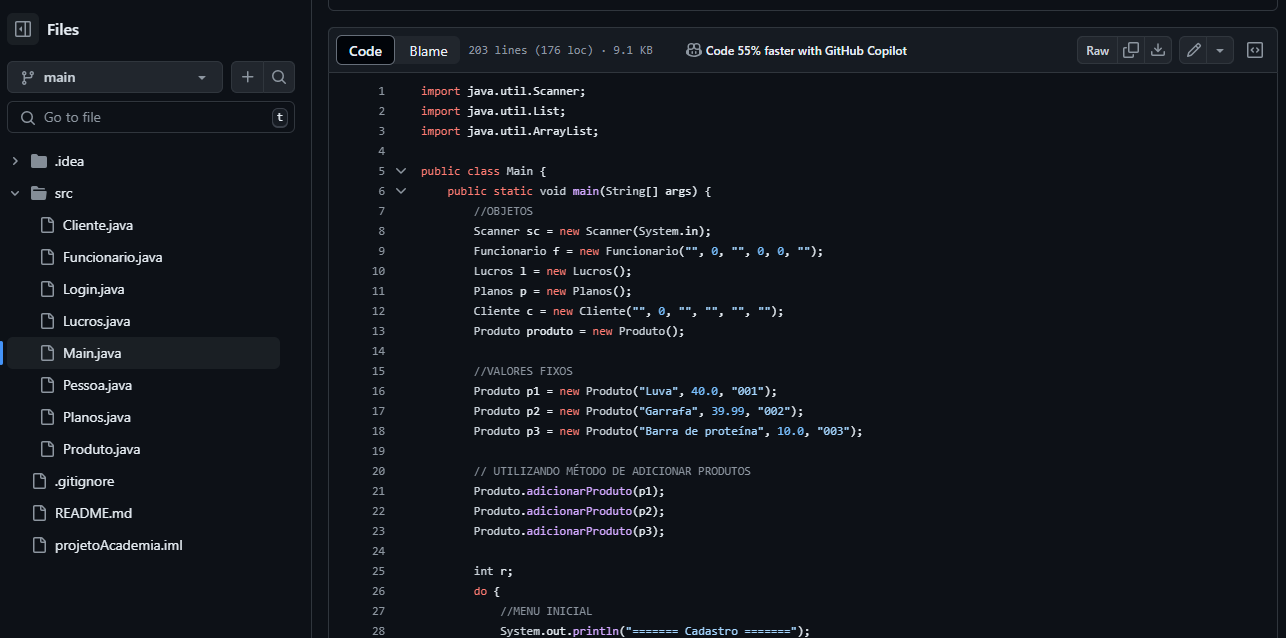 Files
main
Go to file
t
.idea
src
Cliente.java
Funcionario.java
Login.java
Lucros.java
Main.java
Pessoa.java
Planos.java
Produto.java
.gitignore
README.md
projetoAcademia.iml
Code Blame 203 lines (176 loc) · 9.1 KB Code 55% faster with GitHub Copilot Raw
1 import java.util.Scanner;
2 import java.util.List;
3 import java.util.ArrayList;
4
5 public class Main {
6 public static void main(String[] args) {
7 //OBJETOS
8 Scanner sc = new Scanner(System.in);
9 Funcionario f = new Funcionario("", 0, "", 0, 0, "");
10 Lucros l = new Lucros();
11 Planos p = new Planos();
12 Cliente c = new Cliente("", 0, "", "", "", "");
13 Produto produto = new Produto();
14
15 //VALORES FIXOS
16 Produto p1 = new Produto("Luva", 40.0, "001");
17 Produto p2 = new Produto("Garrafa", 39.99, "002");
18 Produto p3 = new Produto("Barra de proteína", 10.0, "003");
19
20 // UTILIZANDO MÉTODO DE ADICIONAR PRODUTOS
21 Produto.adicionarProduto(p1);
22 Produto.adicionarProduto(p2);
23 Produto.adicionarProduto(p3);
24
25 int r;
26 do {
27 //MENU INICIAL
28 System.out.println("======= Cadastro =======");